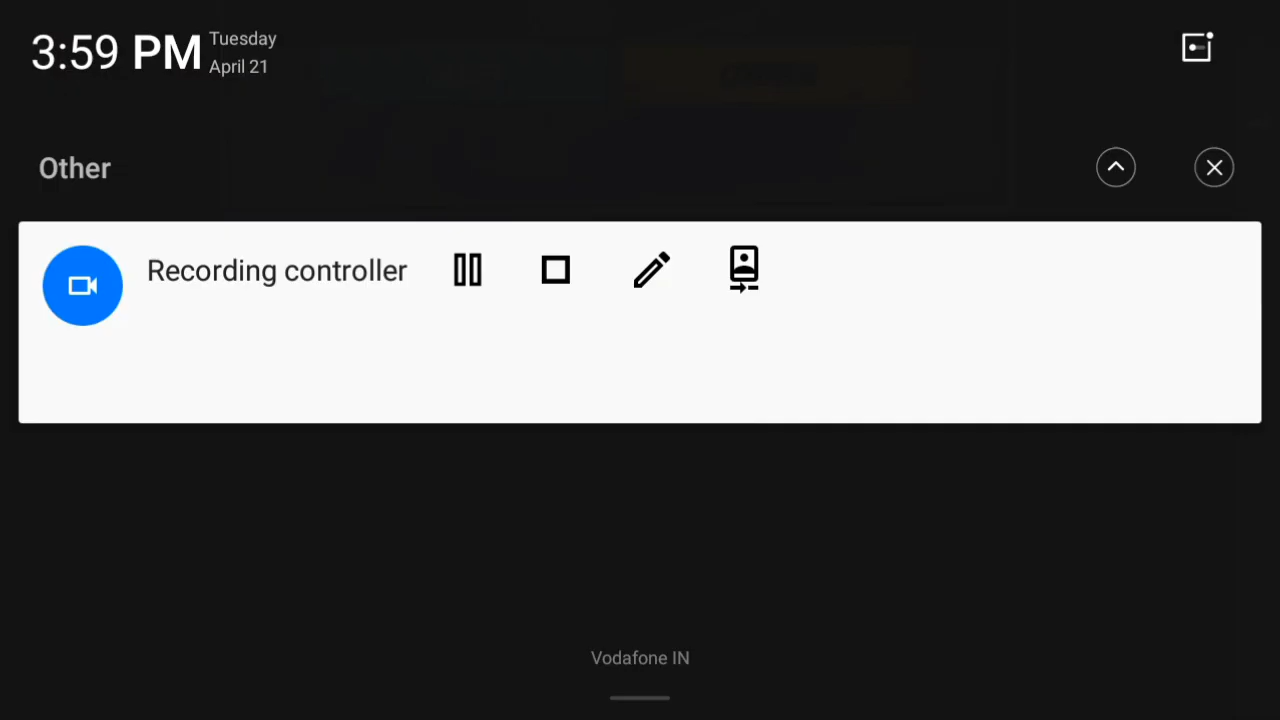 3:59 PM
Tuesday
April 21
Other
Recording controller
Vodafone IN